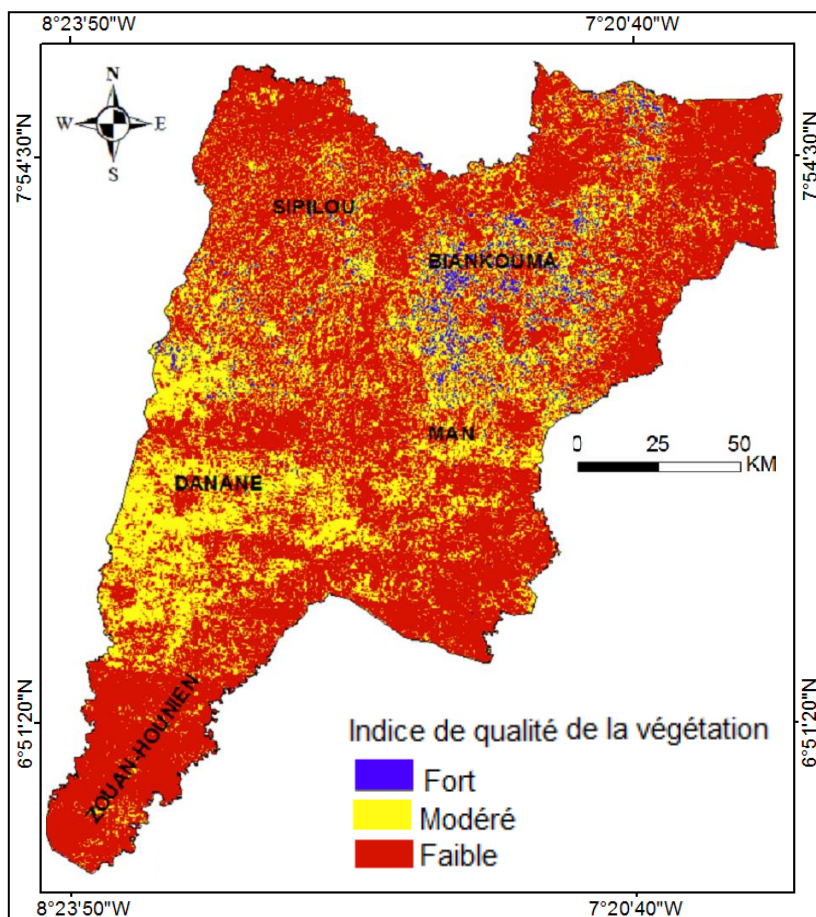 8°23'50"W 7°20'40"W
N
W E
S
7°54'30"N 7°54'30"N
SIPILOU
BIANKOUMA
MAN
0 25 50
KM
DANANE
ZOUAN-HOUNIEN
6°51'20"N 6°51'20"N
Indice de qualité de la végétation
Fort
Modéré
Faible
8°23'50"W 7°20'40"W